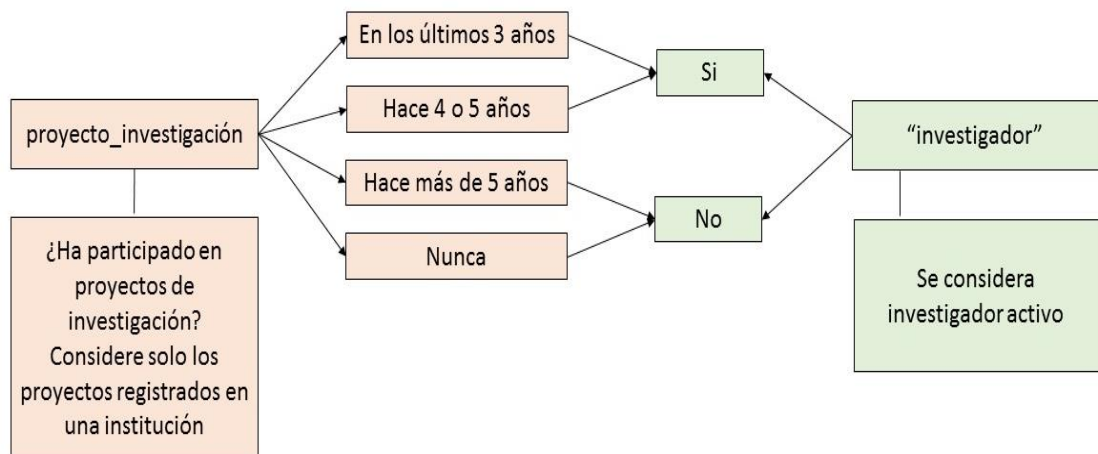 En los últimos 3 años
Si
Hace 4 o 5 años
proyecto_investigación
“investigador”
Hace más de 5 años
No
¿Ha participado en
proyectos de
investigación?
Considere solo los
proyectos registrados en
una institución
Nunca
Se considera
investigador activo